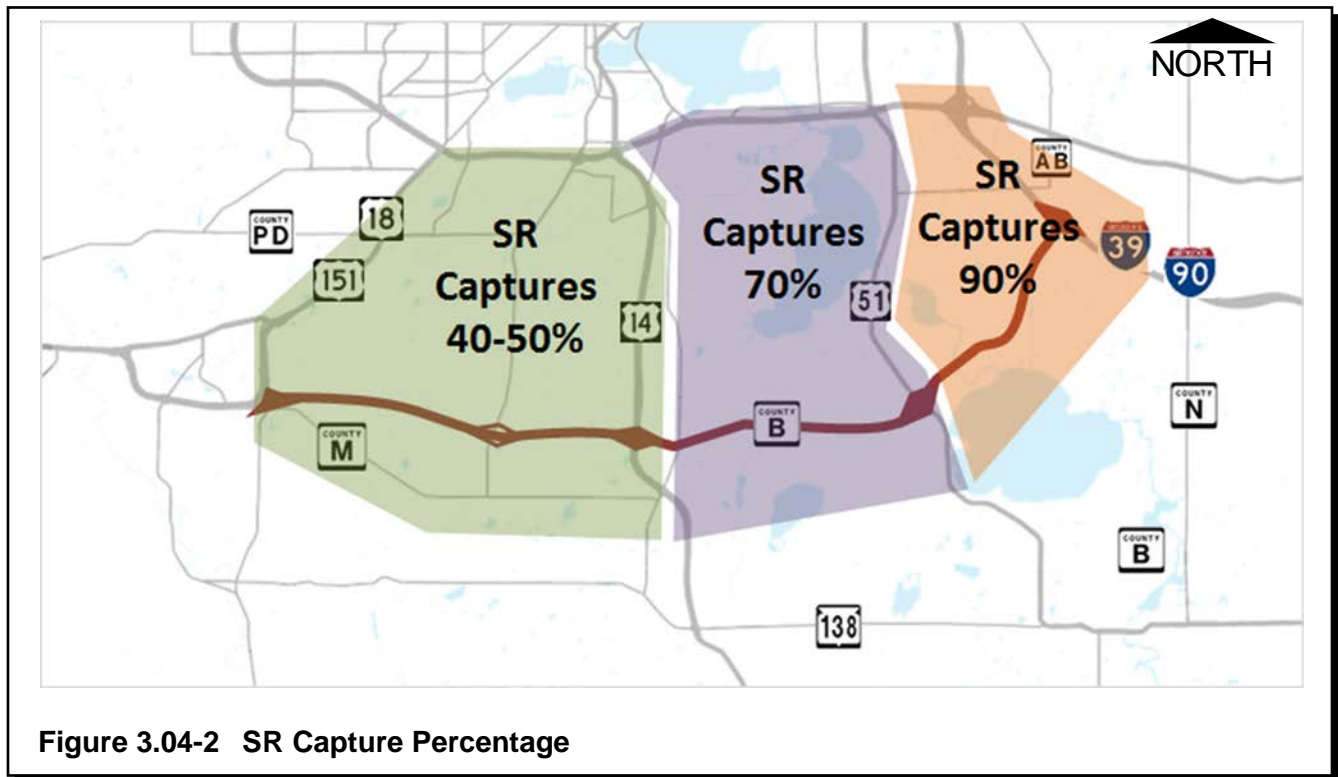 NORTH
COUNTY
AB
SR
Captures
90%
SR
Captures
70%
SR
Captures
40-50%
COUNTY
PD
18
151
14
51
39
90
COUNTY
M
COUNTY
B
COUNTY
N
COUNTY
B
138
Figure 3.04-2 SR Capture Percentage